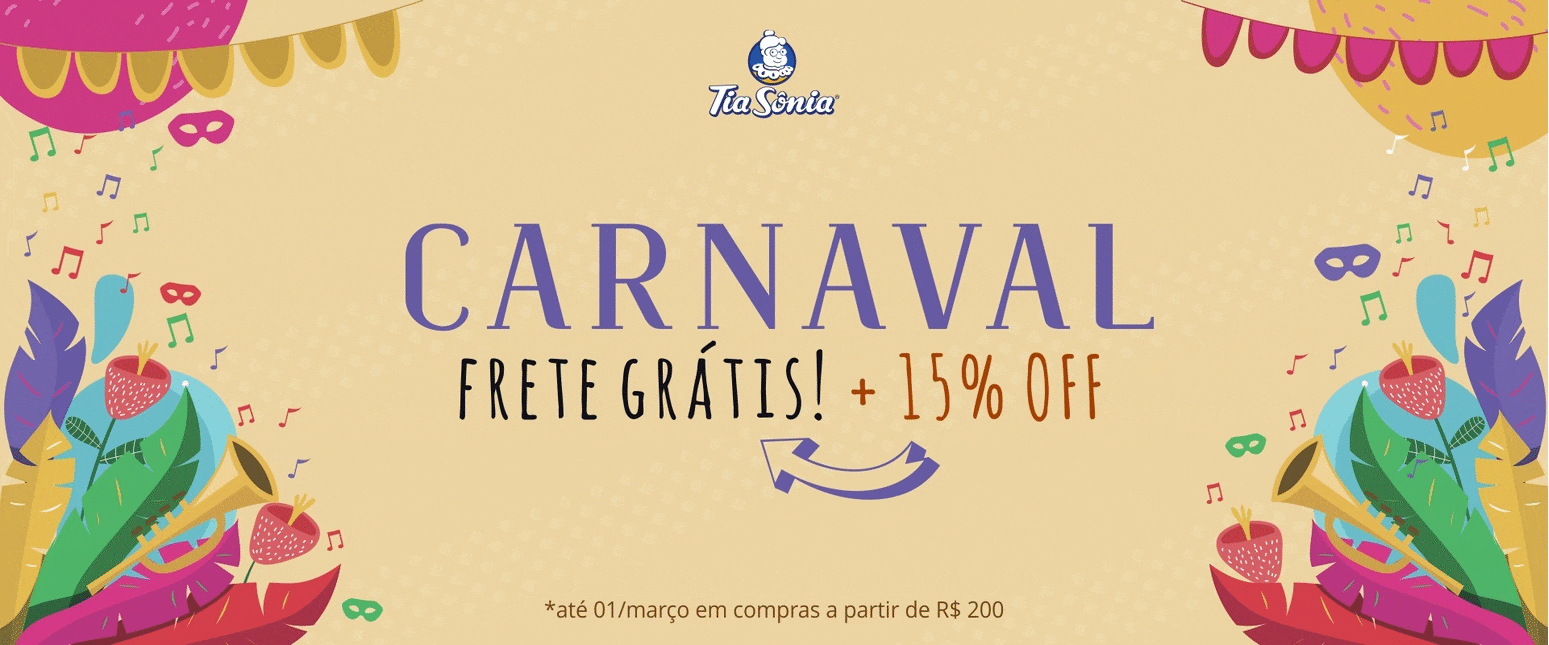 Tia Sônia
CARNAVAL
FRETE GRÁTIS! + 15% OFF
*até 01/março em compras a partir de R$ 200